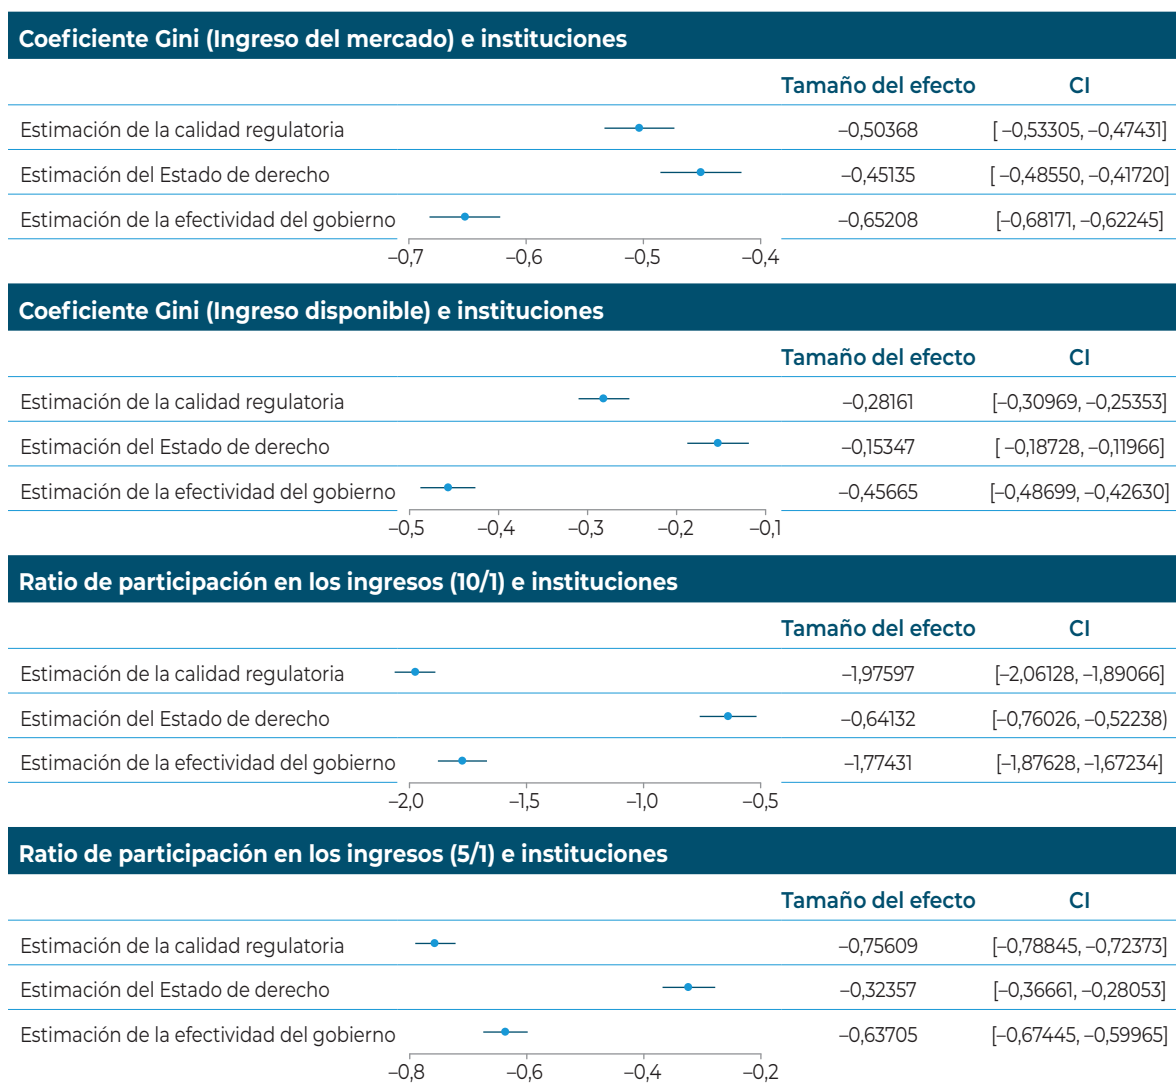 Coeficiente Gini (Ingreso del mercado) e instituciones
Tamaño del efecto CI
Estimación de la calidad regulatoria –0,50368 [ –0,53305, –0,47431]
Estimación del Estado de derecho –0,45135 [ –0,48550, –0,41720]
Estimación de la efectividad del gobierno –0,65208 [–0,68171, –0,62245]
–0,7 –0,6 –0,5 –0,4
Coeficiente Gini (Ingreso disponible) e instituciones
Tamaño del efecto CI
Estimación de la calidad regulatoria –0,28161 [–0,30969, –0,25353]
Estimación del Estado de derecho –0,15347 [ –0,18728, –0,11966]
Estimación de la efectividad del gobierno –0,45665 [–0,48699, –0,42630]
–0,5 –0,4 –0,3 –0,2 –0,1
Ratio de participación en los ingresos (10/1) e instituciones
Tamaño del efecto CI
Estimación de la calidad regulatoria –1,97597 [–2,06128, –1,89066]
Estimación del Estado de derecho –0,64132 [–0,76026, –0,52238)
Estimación de la efectividad del gobierno –1,77431 [–1,87628, –1,67234]
–2,0 –1,5 –1,0 –0,5
Ratio de participación en los ingresos (5/1) e instituciones
Tamaño del efecto CI
Estimación de la calidad regulatoria –0,75609 [–0,78845, –0,72373]
Estimación del Estado de derecho –0,32357 [–0,36661, –0,28053]
Estimación de la efectividad del gobierno –0,63705 [–0,67445, –0,59965]
–0,8 –0,6 –0,4 –0,2